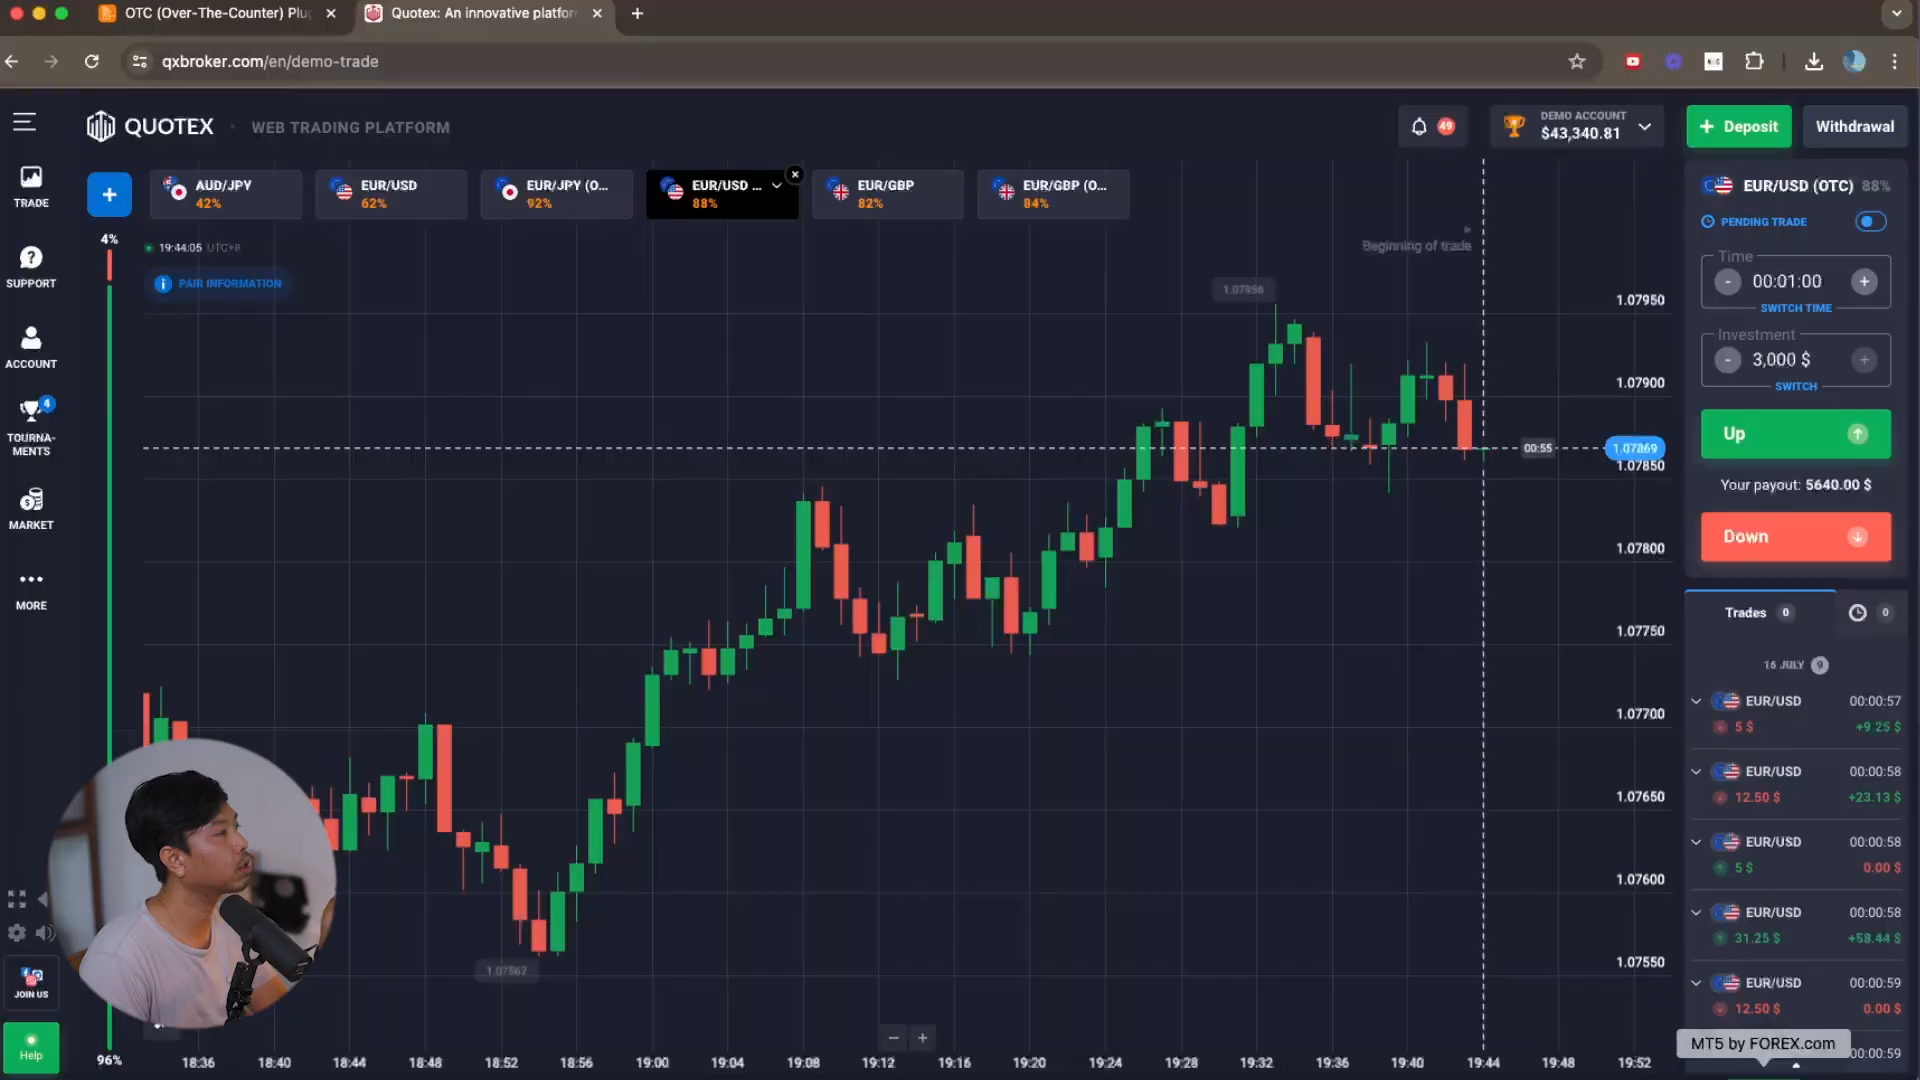 OTC (Over-The-Counter) Plu
Quotex: An innovative platfor
qxbroker.com/en/demo-trade
QUOTEX
WEB TRADING PLATFORM
49
DEMO ACCOUNT
$43,340.81
+ Deposit
Withdrawal
TRADE
SUPPORT
ACCOUNT
4
TOURNA-
MENTS
MARKET
MORE
JOIN US
Help
+
AUD/JPY
42%
EUR/USD
62%
EUR/JPY (O...
92%
EUR/USD ...
88%
EUR/GBP
82%
EUR/GBP (O...
84%
4%
96%
19:44:05 UTC+8
PAIR INFORMATION
Beginning of trade
1.07956
1.07562
00:55
1.07869
1.07950
1.07900
1.07850
1.07800
1.07750
1.07700
1.07650
1.07600
1.07550
18:36
18:40
18:44
18:48
18:52
18:56
19:00
19:04
19:08
19:12
19:16
19:20
19:24
19:28
19:32
19:36
19:40
19:44
19:48
19:52
EUR/USD (OTC) 88%
PENDING TRADE
Time
- 00:01:00 +
SWITCH TIME
Investment
- 3,000 $ +
SWITCH
Up
Your payout: 5640.00 $
Down
Trades 0
0
16 JULY 9
EUR/USD 00:00:57
5 $ +9.25 $
EUR/USD 00:00:58
12.50 $ +23.13 $
EUR/USD 00:00:58
5 $ 0.00 $
EUR/USD 00:00:58
31.25 $ +58.44 $
EUR/USD 00:00:59
12.50 $ 0.00 $
MT5 by FOREX.com
00:00:59